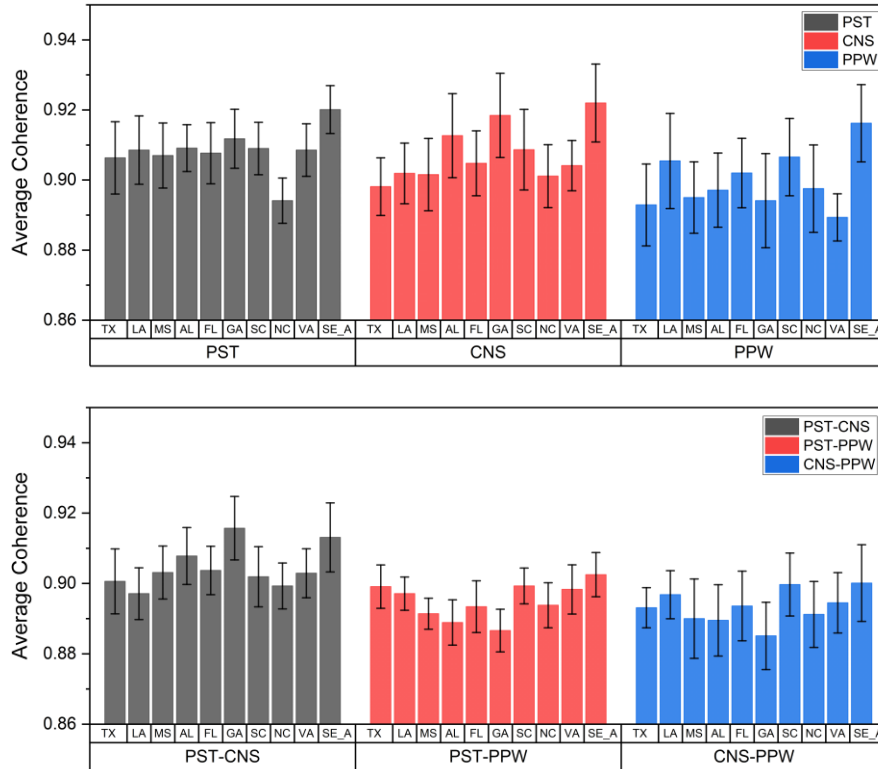 0.94
0.92
0.90
0.88
0.86
Average Coherence
PST
CNS
PPW
TX LA MS AL FL GA SC NC VA SE_A TX LA MS AL FL GA SC NC VA SE_A TX LA MS AL FL GA SC NC VA SE_A
PST CNS PPW
0.94
0.92
0.90
0.88
0.86
Average Coherence
PST-CNS
PST-PPW
CNS-PPW
TX LA MS AL FL GA SC NC VA SE_A TX LA MS AL FL GA SC NC VA SE_A TX LA MS AL FL GA SC NC VA SE_A
PST-CNS PST-PPW CNS-PPW